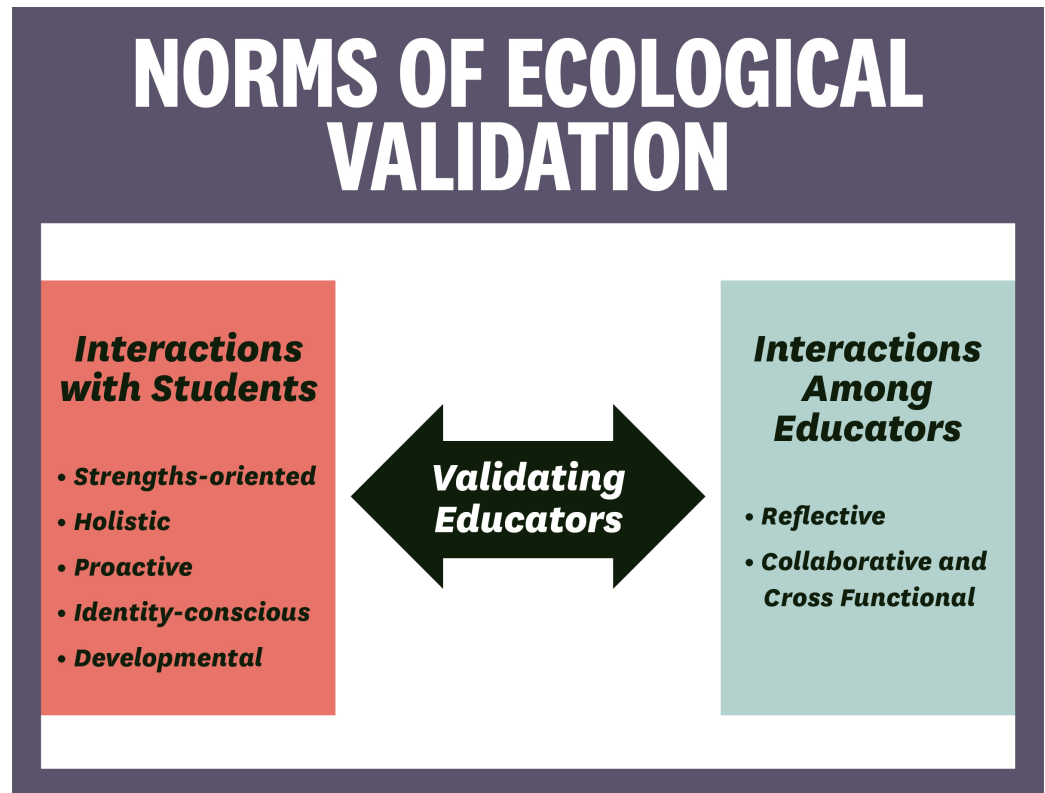 NORMS OF ECOLOGICAL
VALIDATION
Interactions
with Students
• Strengths-oriented
• Holistic
• Proactive
• Identity-conscious
• Developmental
Validating
Educators
Interactions
Among
Educators
• Reflective
• Collaborative and
Cross Functional